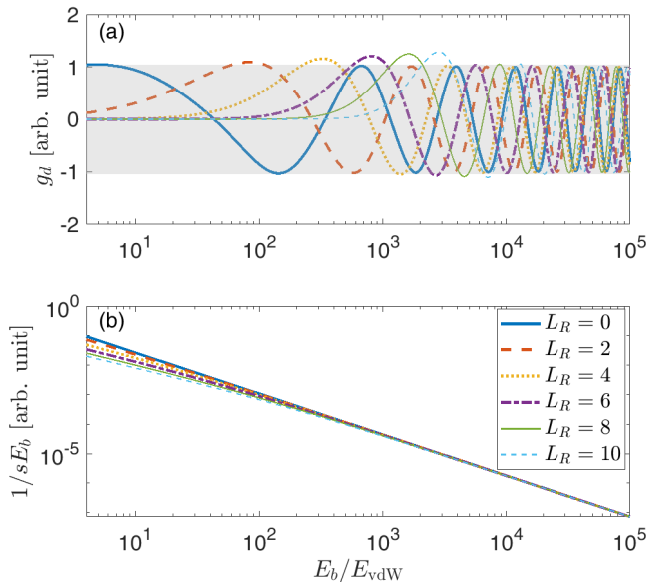 (a)
2
1
0
-1
-2
g_d [arb. unit]
10^1 10^2 10^3 10^4 10^5
(b)
10^0
10^-5
1/sE_b [arb. unit]
L_R = 0
L_R = 2
L_R = 4
L_R = 6
L_R = 8
L_R = 10
10^1 10^2 10^3 10^4 10^5
E_b/E_vdW